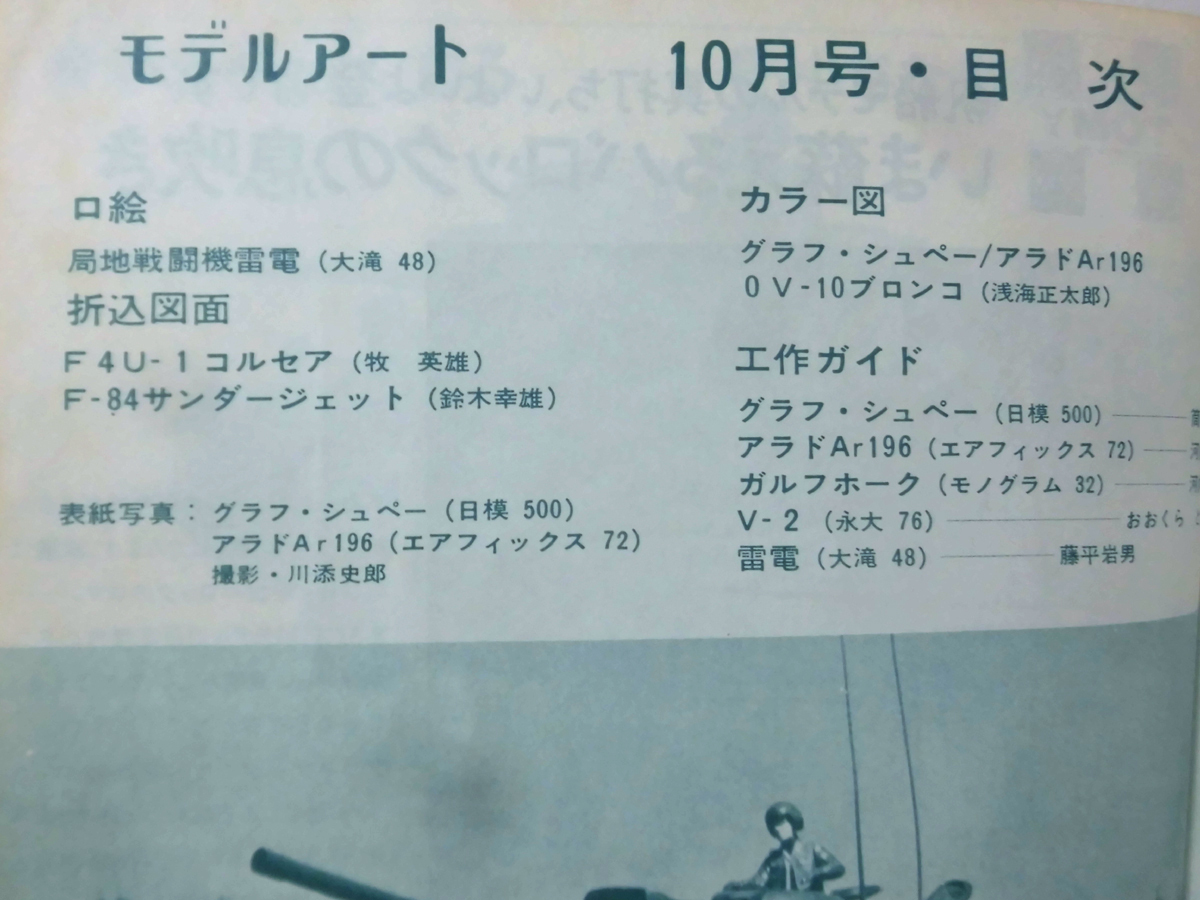 モデルアート 10月号・目次
口絵
局地戦闘機雷電(大滝 48)
折込図面
F4U-1コルセア(牧 英雄)
F-84サンダージェット(鈴木幸雄)
表紙写真:グラフ・シュペー(日模 500)
アラドAr196(エアフィックス 72)
撮影・川添史郎
カラー図
グラフ・シュペー/アラドAr196
OV-10ブロンコ(浅海正太郎)
工作ガイド
グラフ・シュペー(日模 500)
アラドAr196(エアフィックス 72)
ガルフホーク(モノグラム 32)
V-2(永大 76) おおくら
雷電(大滝 48) 藤平岩男